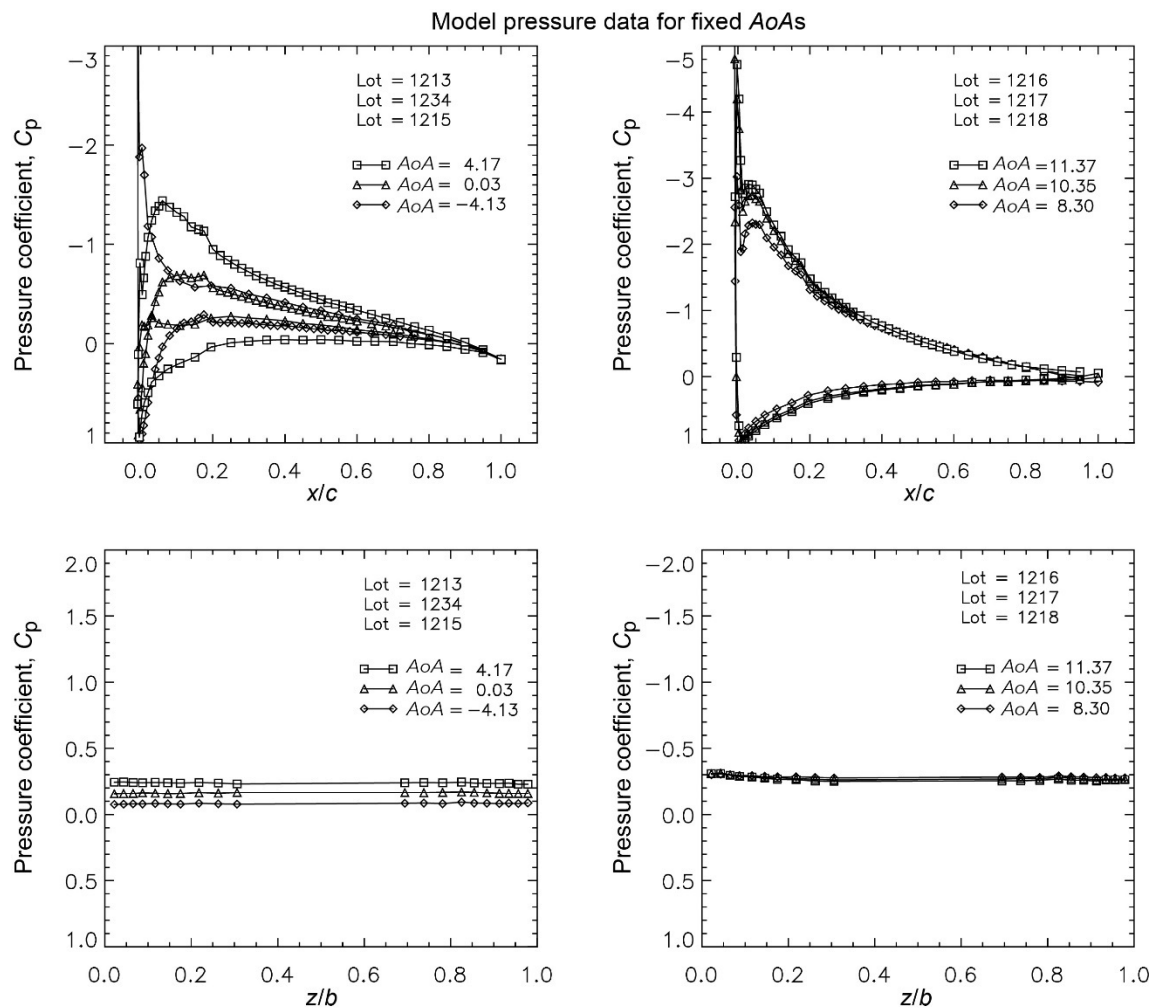 Model pressure data for fixed AoAs
Pressure coefficient, Cp
−3
−2
−1
0
1
Lot = 1213
Lot = 1234
Lot = 1215
AoA = 4.17
AoA = 0.03
AoA = −4.13
0.0 0.2 0.4 0.6 0.8 1.0
x/c
Pressure coefficient, Cp
−5
−4
−3
−2
−1
0
1
Lot = 1216
Lot = 1217
Lot = 1218
AoA = 11.37
AoA = 10.35
AoA = 8.30
0.0 0.2 0.4 0.6 0.8 1.0
x/c
Pressure coefficient, Cp
2.0
1.5
1.0
0.5
0.0
0.5
1.0
Lot = 1213
Lot = 1234
Lot = 1215
AoA = 4.17
AoA = 0.03
AoA = −4.13
0.0 0.2 0.4 0.6 0.8 1.0
z/b
Pressure coefficient, Cp
−2.0
−1.5
−1.0
−0.5
0.0
0.5
1.0
Lot = 1216
Lot = 1217
Lot = 1218
AoA = 11.37
AoA = 10.35
AoA = 8.30
0.0 0.2 0.4 0.6 0.8 1.0
z/b